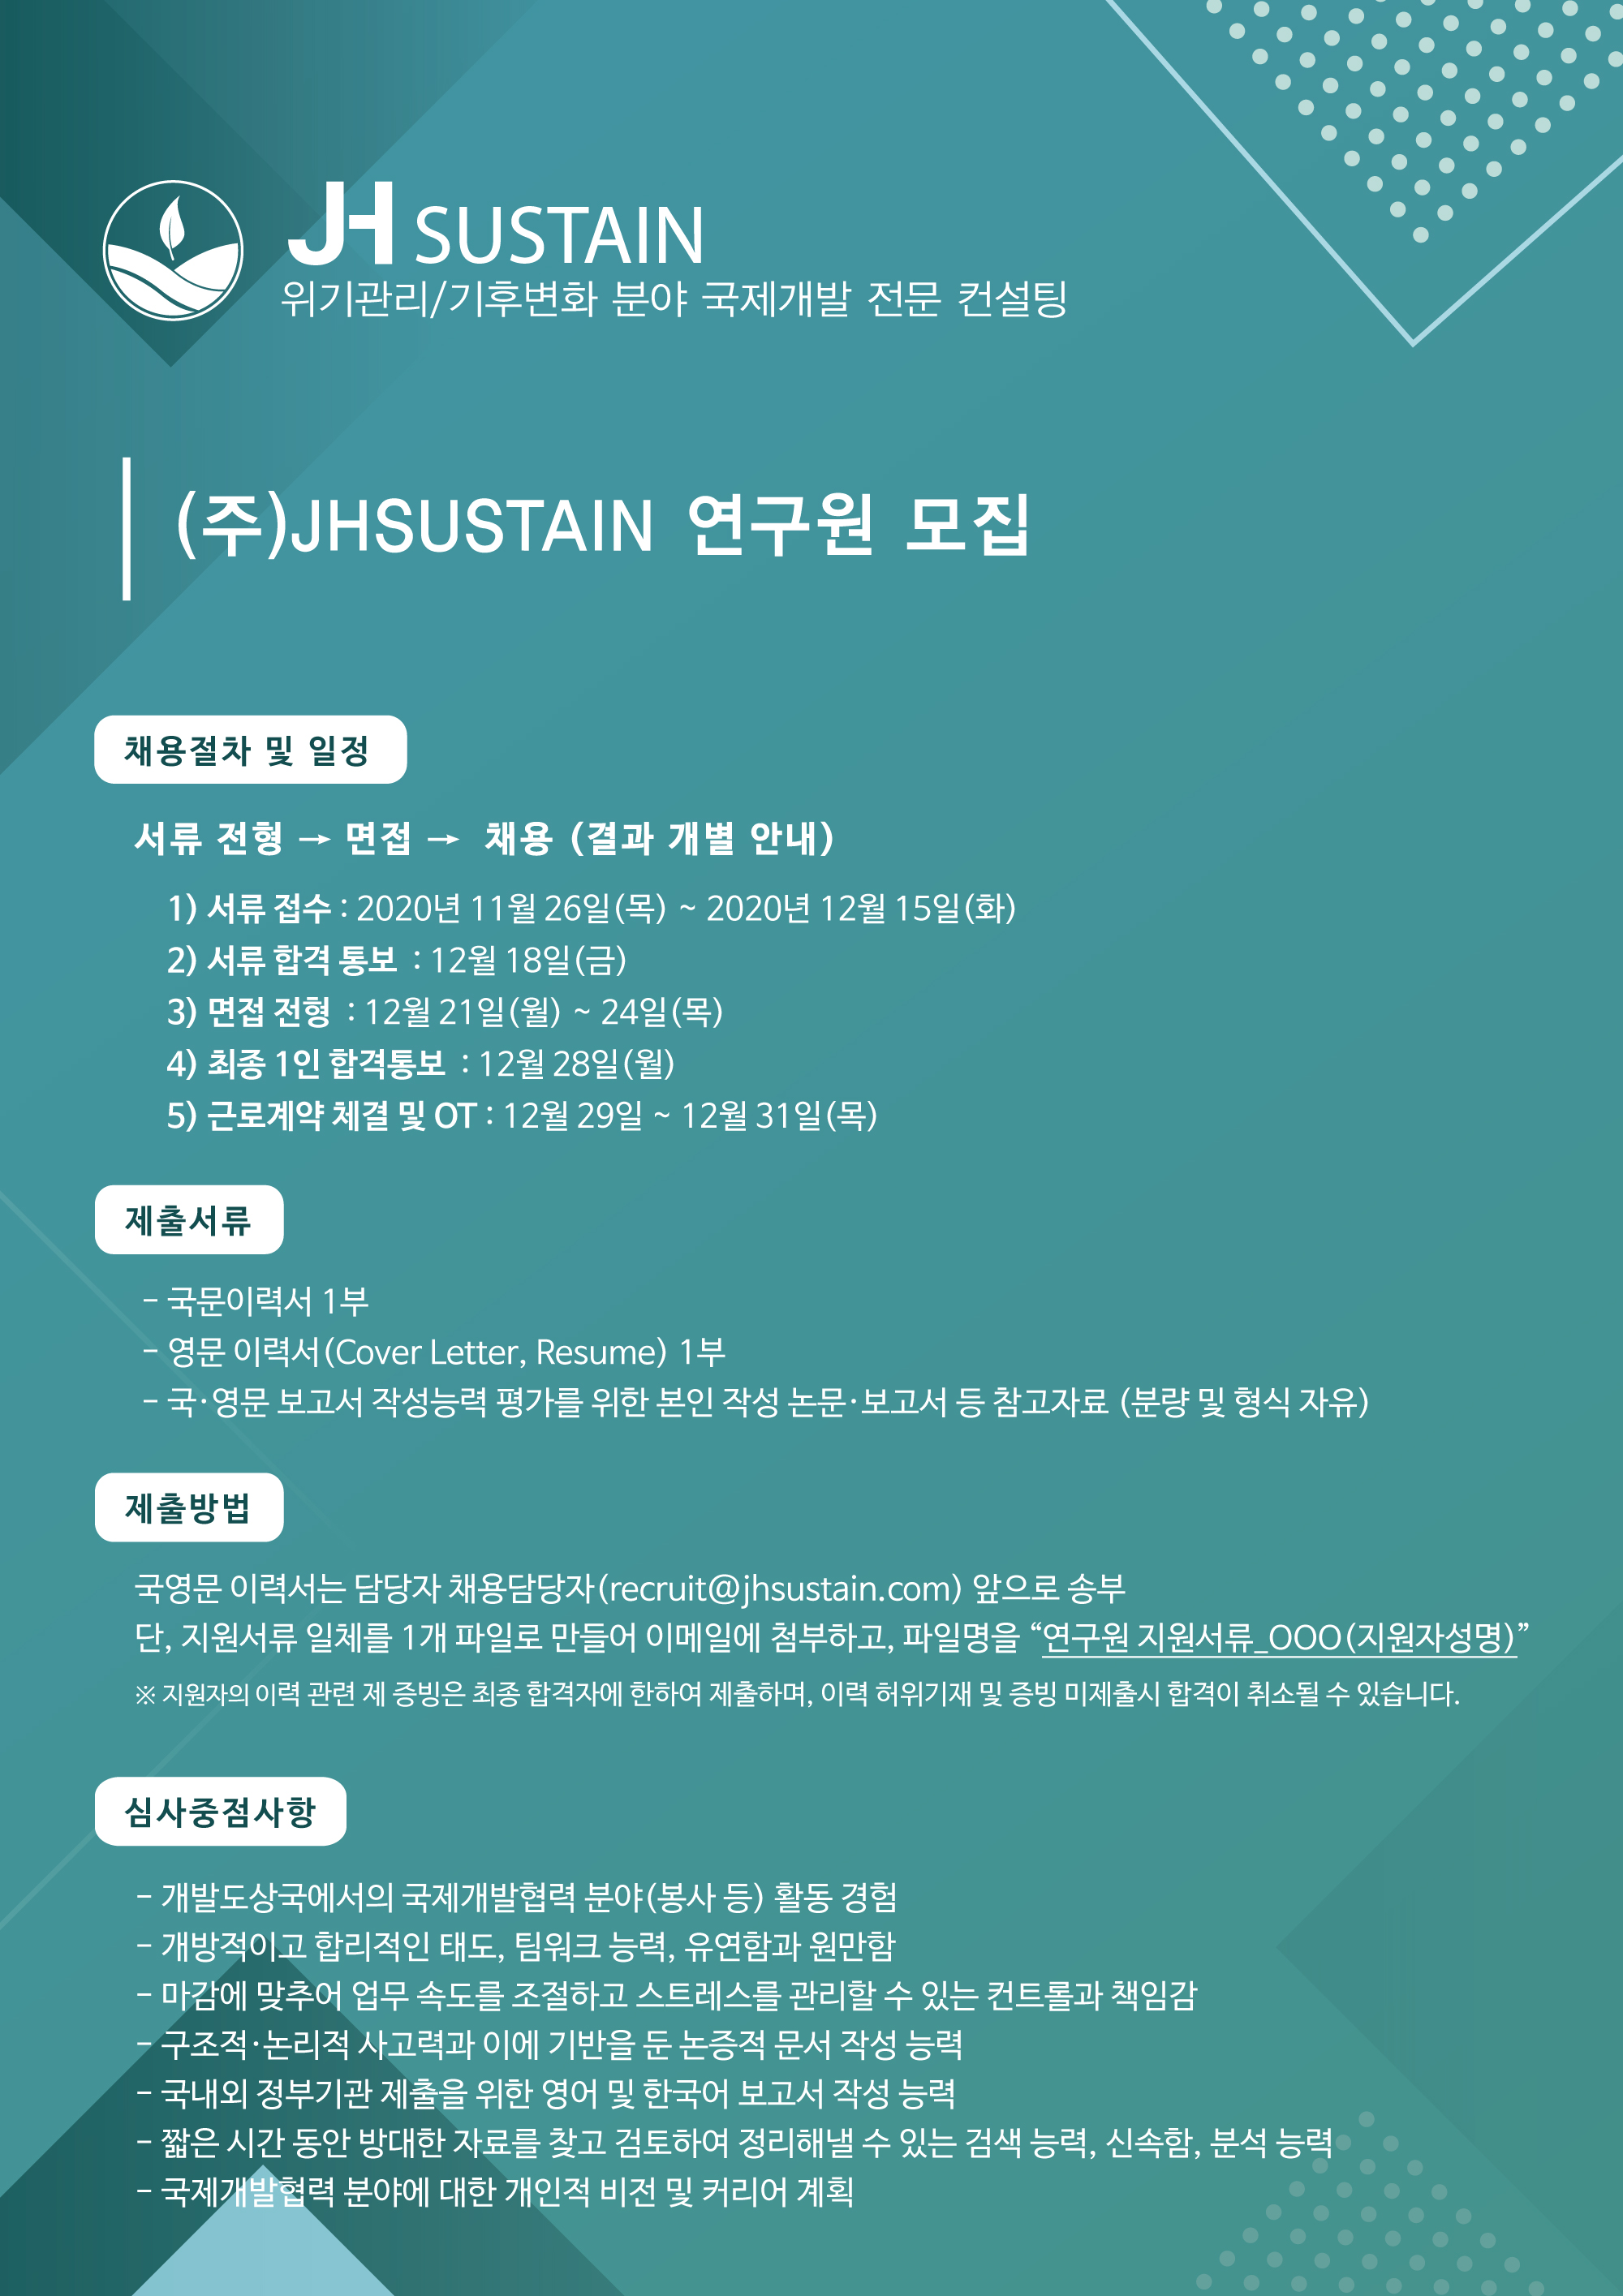 JH SUSTAIN
위기관리/기후변화 분야 국제개발 전문 컨설팅
(주)JHSUSTAIN 연구원 모집
채용절차 및 일정
서류 전형 → 면접 → 채용 (결과 개별 안내)
1) 서류 접수 : 2020년 11월 26일(목) ~ 2020년 12월 15일(화)
2) 서류 합격 통보 : 12월 18일(금)
3) 면접 전형 : 12월 21일(월) ~ 24일(목)
4) 최종 1인 합격통보 : 12월 28일(월)
5) 근로계약 체결 및 OT : 12월 29일 ~ 12월 31일(목)
제출서류
- 국문이력서 1부
- 영문 이력서(Cover Letter, Resume) 1부
- 국·영문 보고서 작성능력 평가를 위한 본인 작성 논문·보고서 등 참고자료 (분량 및 형식 자유)
제출방법
국영문 이력서는 담당자 채용담당자(recruit@jhsustain.com) 앞으로 송부
단, 지원서류 일체를 1개 파일로 만들어 이메일에 첨부하고, 파일명을 “연구원 지원서류_OOO(지원자성명)”
※ 지원자의 이력 관련 제 증빙은 최종 합격자에 한하여 제출하며, 이력 허위기재 및 증빙 미제출시 합격이 취소될 수 있습니다.
심사중점사항
- 개발도상국에서의 국제개발협력 분야(봉사 등) 활동 경험
- 개방적이고 합리적인 태도, 팀워크 능력, 유연함과 원만함
- 마감에 맞추어 업무 속도를 조절하고 스트레스를 관리할 수 있는 컨트롤과 책임감
- 구조적·논리적 사고력과 이에 기반을 둔 논증적 문서 작성 능력
- 국내외 정부기관 제출을 위한 영어 및 한국어 보고서 작성 능력
- 짧은 시간 동안 방대한 자료를 찾고 검토하여 정리해낼 수 있는 검색 능력, 신속함, 분석 능력
- 국제개발협력 분야에 대한 개인적 비전 및 커리어 계획